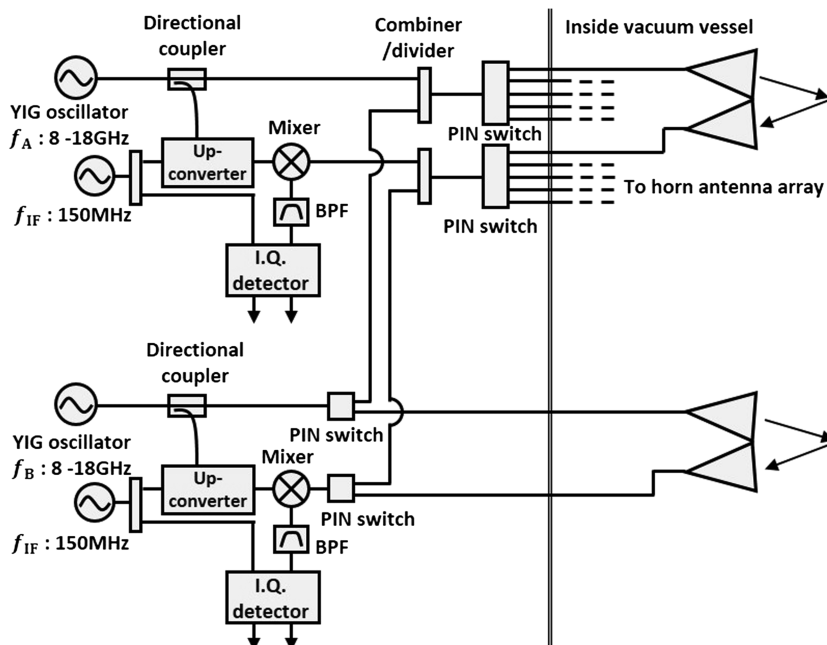 Directional
coupler
Combiner
/divider
Inside vacuum vessel
YIG oscillator
f_A : 8 -18GHz
Up-
converter
Mixer
PIN switch
f_IF : 150MHz
BPF
PIN switch
To horn antenna array
I.Q.
detector
Directional
coupler
YIG oscillator
f_B : 8 -18GHz
PIN switch
Up-
converter
Mixer
PIN switch
f_IF : 150MHz
BPF
I.Q.
detector